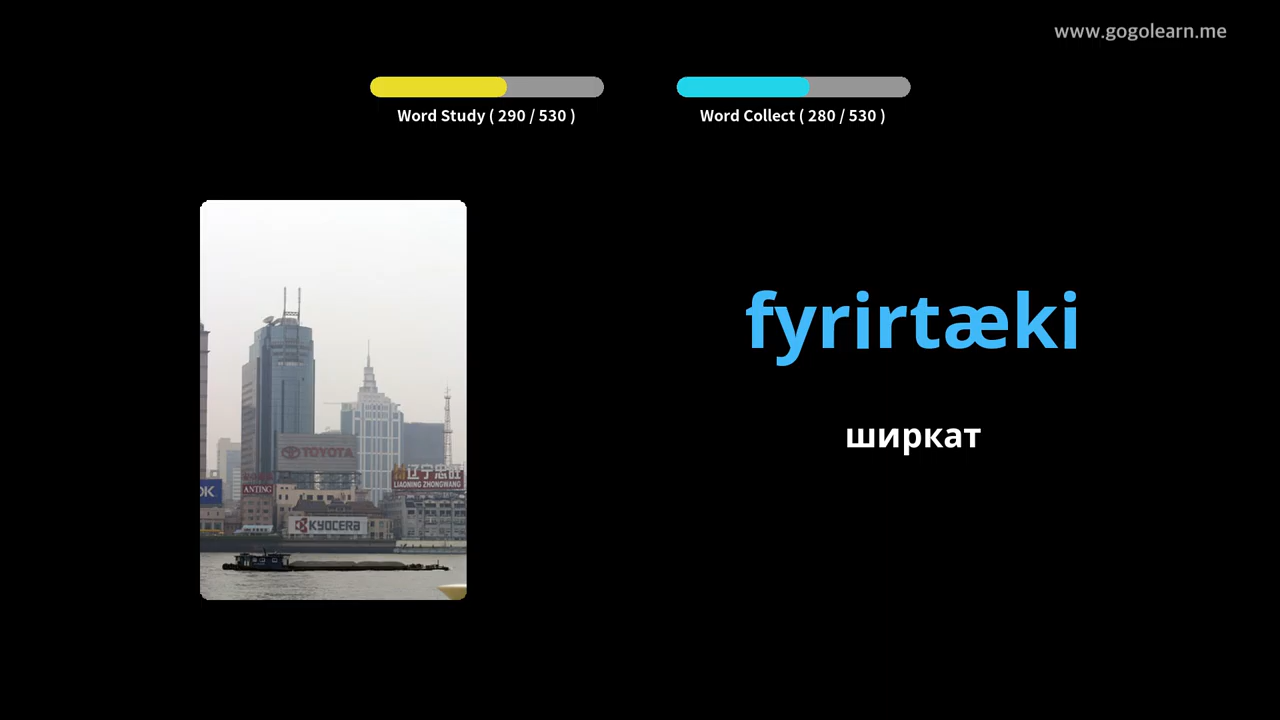 www.gogolearn.me
Word Study ( 290 / 530 )
Word Collect ( 280 / 530 )
fyrirtæki
ширкат
TOYOTA
辽宁忠旺
LIAONING ZHONGWANG
OK
ANTING
KYOCERA